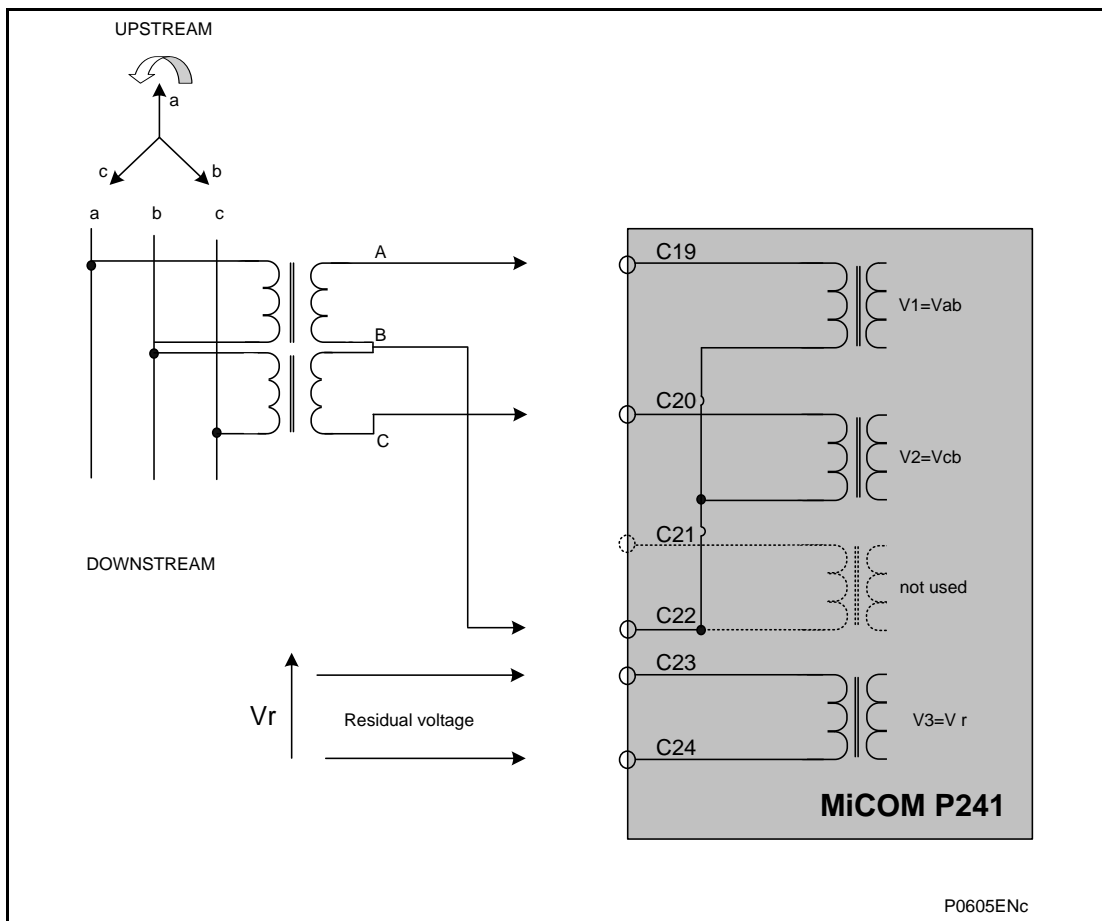 UPSTREAM
a
c
b
a
b
c
A
B
C
C19
V1=Vab
C20
V2=Vcb
C21
not used
DOWNSTREAM
C22
C23
Vr
Residual voltage
V3=V r
C24
MiCOM P241
P0605ENc